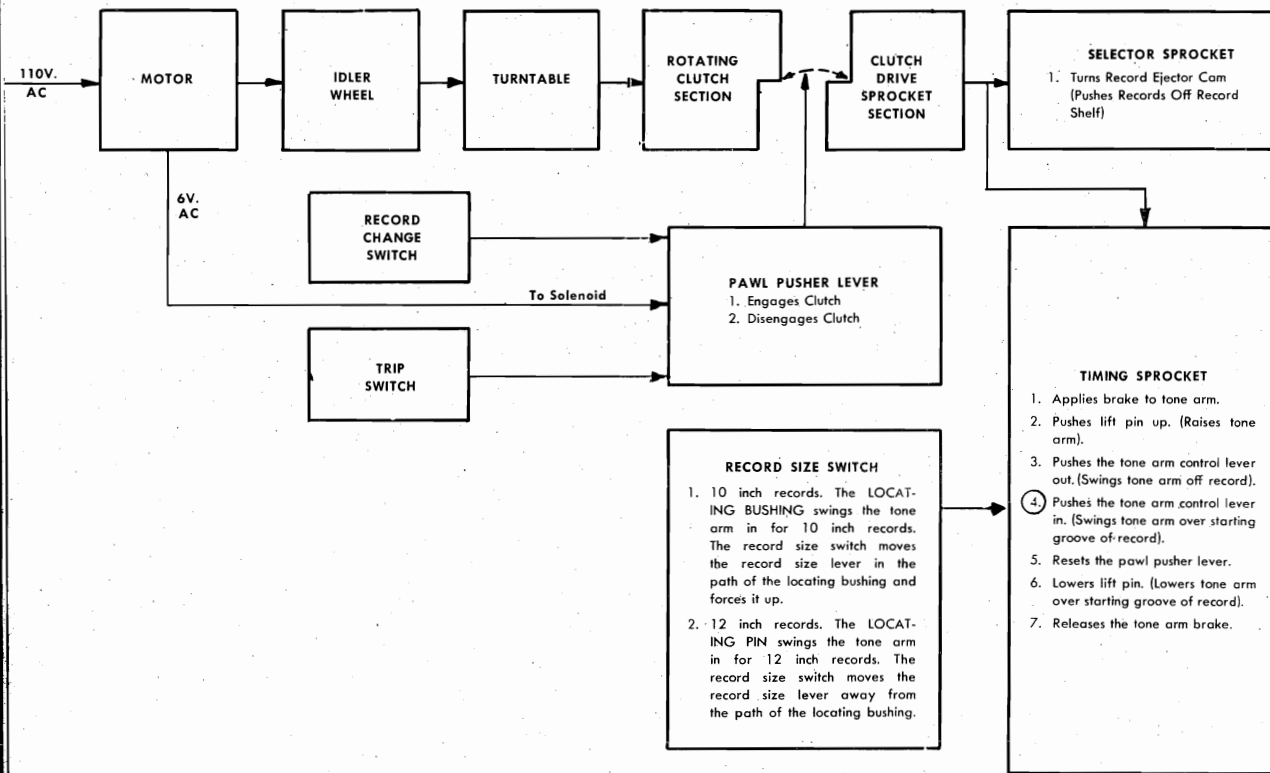 110V.
AC
MOTOR
IDLER
WHEEL
TURNTABLE
ROTATING
CLUTCH
SECTION
CLUTCH
DRIVE
SPROCKET
SECTION
SELECTOR SPROCKET
1. Turns Record Ejector Cam
(Pushes Records Off Record
Shelf)
6V.
AC
RECORD
CHANGE
SWITCH
To Solenoid
TRIP
SWITCH
PAWL PUSHER LEVER
1. Engages Clutch
2. Disengages Clutch
RECORD SIZE SWITCH
1. 10 inch records. The LOCAT-
ING BUSHING swings the tone
arm in for 10 inch records.
The record size switch moves
the record size lever in the
path of the locating bushing and
forces it up.
2. 12 inch records. The LOCAT-
ING PIN swings the tone arm
in for 12 inch records. The
record size switch moves the
record size lever away from
the path of the locating bushing.
TIMING SPROCKET
1. Applies brake to tone arm.
2. Pushes lift pin up. (Raises tone
arm).
3. Pushes the tone arm control lever
out. (Swings tone arm off record).
4. Pushes the tone arm control lever
in. (Swings tone arm over starting
groove of record).
5. Resets the pawl pusher lever.
6. Lowers lift pin. (Lowers tone arm
over starting groove of record).
7. Releases the tone arm brake.